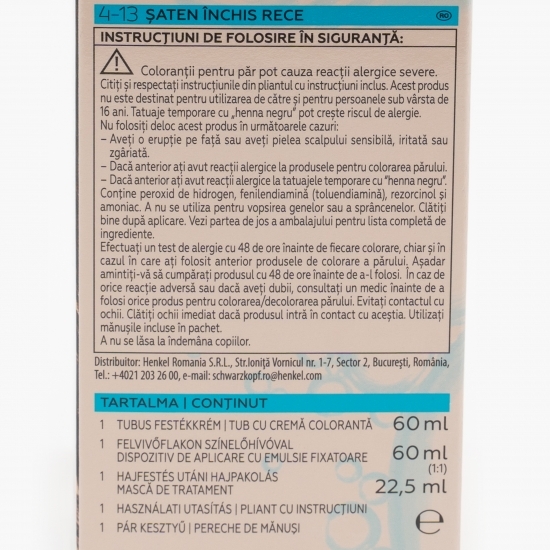 4-13 ȘATEN ÎNCHIS RECE
RO
INSTRUCȚIUNI DE FOLOSIRE ÎN SIGURANȚĂ:
Coloranții pentru păr pot cauza reacții alergice severe.
Citiți și respectați instrucțiunile din pliantul cu instrucțiuni inclus. Acest produs
nu este destinat pentru utilizarea de către și pentru persoanele sub vârsta de
16 ani. Tatuaje temporare cu „henna negru” pot crește riscul de alergie.
Nu folosiți deloc acest produs în următoarele cazuri:
– Aveți o erupție pe față sau aveți pielea scalpului sensibilă, iritată sau
zgâriată.
– Dacă anterior ați avut reacții alergice la produsele pentru colorarea părului.
– Dacă anterior ați avut reacții alergice la tatuajele temporare cu “henna negru”.
Conține peroxid de hidrogen, fenilendiamină (toluendiamină), rezorcinol și
amoniac. A nu se utiliza pentru vopsirea genelor sau a sprâncenelor. Clătiți
bine după aplicare. Vezi partea de jos a ambalajului pentru lista completă de
ingrediente.
Efectuați un test de alergie cu 48 de ore înainte de fiecare colorare, chiar și în
cazul în care ați folosit anterior produsele de colorare a părului. Așadar
amintiți-vă să cumpărați produsul cu 48 de ore înainte de a-l folosi. În caz de
orice reacție adversă sau dacă aveți dubii, consultați un medic înainte de a
folosi orice produs pentru colorarea/decolorarea părului. Evitați contactul cu
ochii. Clătiți ochii imediat dacă produsul intră în contact cu aceștia. Utilizați
mănușile incluse în pachet.
A nu se lăsa la îndemâna copiilor.
Distribuitor: Henkel Romania S.R.L., Str.Ioniță Vornicul nr. 1-7, Sector 2, București, România,
Tel.: +4021 203 26 00, e-mail: schwarzkopf.ro@henkel.com
TARTALMA | CONȚINUT
1 TUBUS FESTÉKKRÉM | TUB CU CREMĂ COLORANTĂ 60 ml
1 FELVIVŐFLAKON SZÍNELŐHÍVÓVAL
DISPOZITIV DE APLICARE CU EMULSIE FIXATOARE 60 ml
(1:1)
1 HAJFESTÉS UTÁNI HAJPAKOLÁS
MASCĂ DE TRATAMENT 22,5 ml
1 HASZNÁLATI UTASÍTÁS | PLIANT CU INSTRUCȚIUNI
1 PÁR KESZTYŰ | PERECHE DE MĂNUȘI
℮